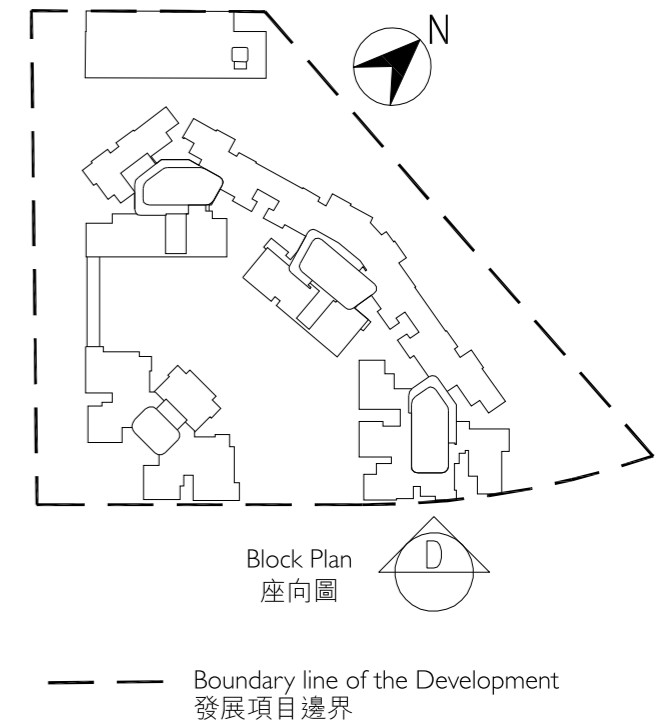 N
D
Block Plan
座向圖
Boundary line of the Development
發展項目邊界